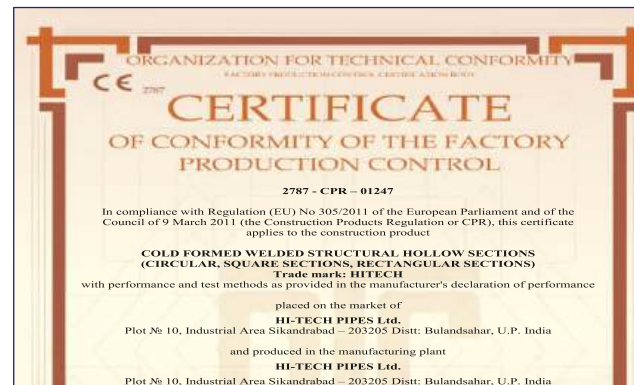 ORGANIZATION FOR TECHNICAL CONFORMITY
FACTORY PRODUCTION CONTROL CERTIFICATION BODY
CE 2787
CERTIFICATE
OF CONFORMITY OF THE FACTORY
PRODUCTION CONTROL
2787 - CPR – 01247
In compliance with Regulation (EU) No 305/2011 of the European Parliament and of the
Council of 9 March 2011 (the Construction Products Regulation or CPR), this certificate
applies to the construction product
COLD FORMED WELDED STRUCTURAL HOLLOW SECTIONS
(CIRCULAR, SQUARE SECTIONS, RECTANGULAR SECTIONS)
Trade mark: HITECH
with performance and test methods as provided in the manufacturer's declaration of performance
placed on the market of
HI-TECH PIPES Ltd.
Plot № 10, Industrial Area Sikandrabad – 203205 Distt: Bulandsahar, U.P. India
and produced in the manufacturing plant
HI-TECH PIPES Ltd.
Plot № 10, Industrial Area Sikandrabad – 203205 Distt: Bulandsahar, U.P. India